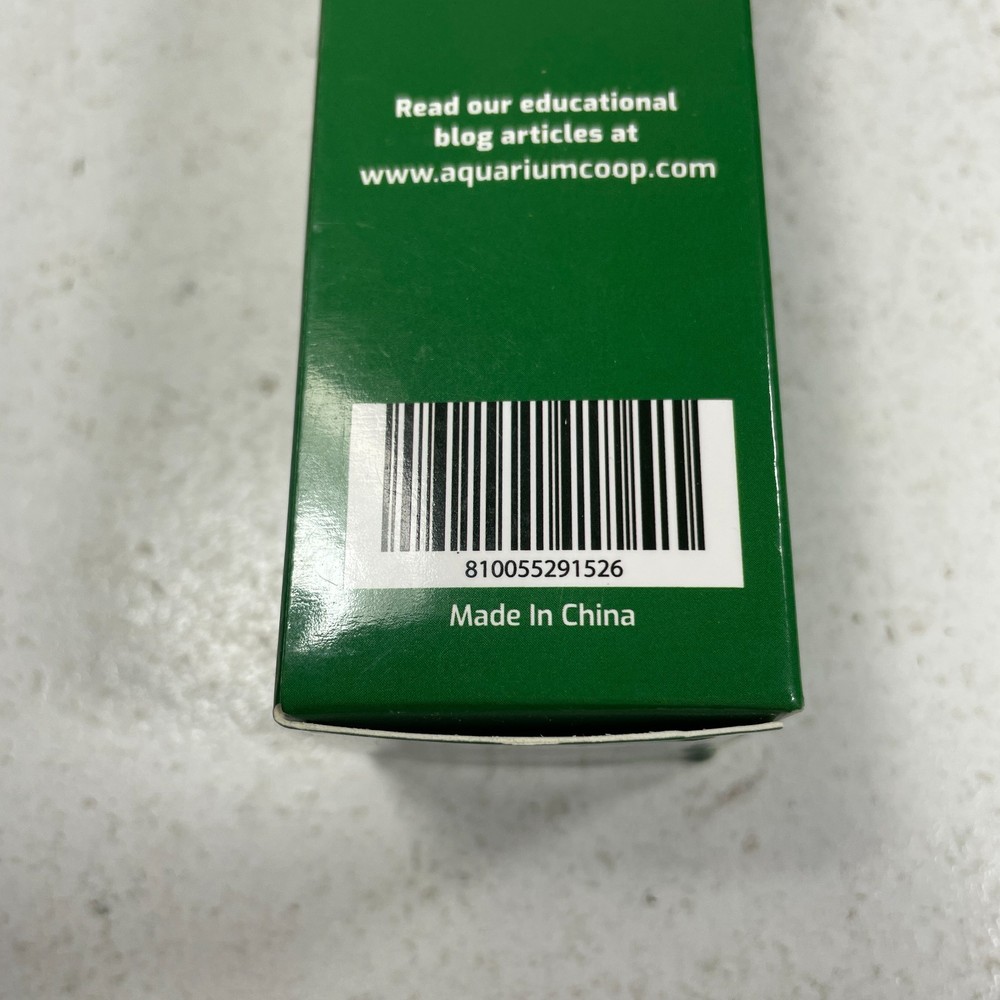 Read our educational
blog articles at
www.aquariumcoop.com
810055291526
Made In China